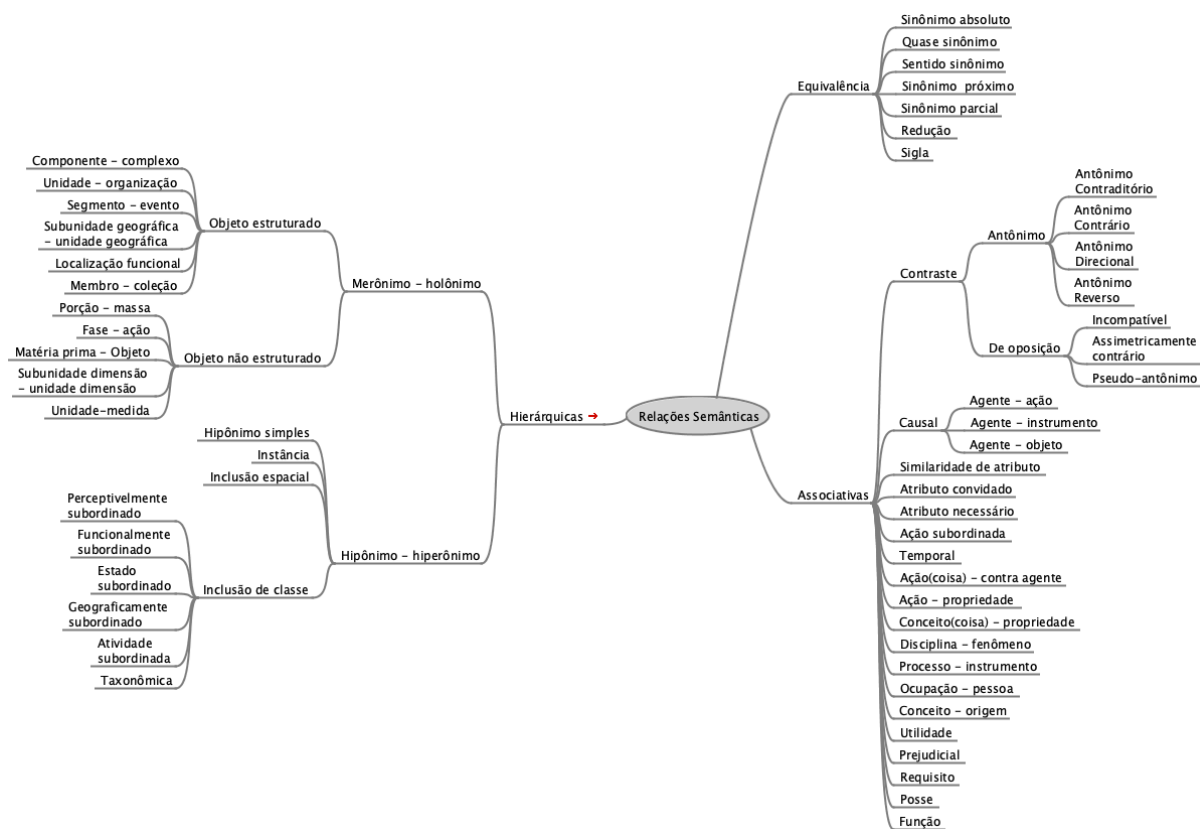 Relações Semânticas
Equivalência
Sinônimo absoluto
Quase sinônimo
Sentido sinônimo
Sinônimo próximo
Sinônimo parcial
Redução
Sigla
Associativas
Contraste
Antônimo
Antônimo
Contraditório
Antônimo
Contrário
Antônimo
Direcional
Antônimo
Reverso
De oposição
Incompatível
Assimetricamente
contrário
Pseudo-antônimo
Causal
Agente - ação
Agente - instrumento
Agente - objeto
Similaridade de atributo
Atributo convidado
Atributo necessário
Ação subordinada
Temporal
Ação(coisa) - contra agente
Ação - propriedade
Conceito(coisa) - propriedade
Disciplina - fenômeno
Processo - instrumento
Ocupação - pessoa
Conceito - origem
Utilidade
Prejudicial
Requisito
Posse
Função
Hierárquicas ➔
Merônimo - holônimo
Objeto estruturado
Componente - complexo
Unidade - organização
Segmento - evento
Subunidade geográfica
- unidade geográfica
Localização funcional
Membro - coleção
Objeto não estruturado
Porção - massa
Fase - ação
Matéria prima - Objeto
Subunidade dimensão
- unidade dimensão
Unidade-medida
Hipônimo - hiperônimo
Hipônimo simples
Instância
Inclusão espacial
Inclusão de classe
Perceptivelmente
subordinado
Funcionalmente
subordinado
Estado
subordinado
Geograficamente
subordinado
Atividade
subordinada
Taxonômica